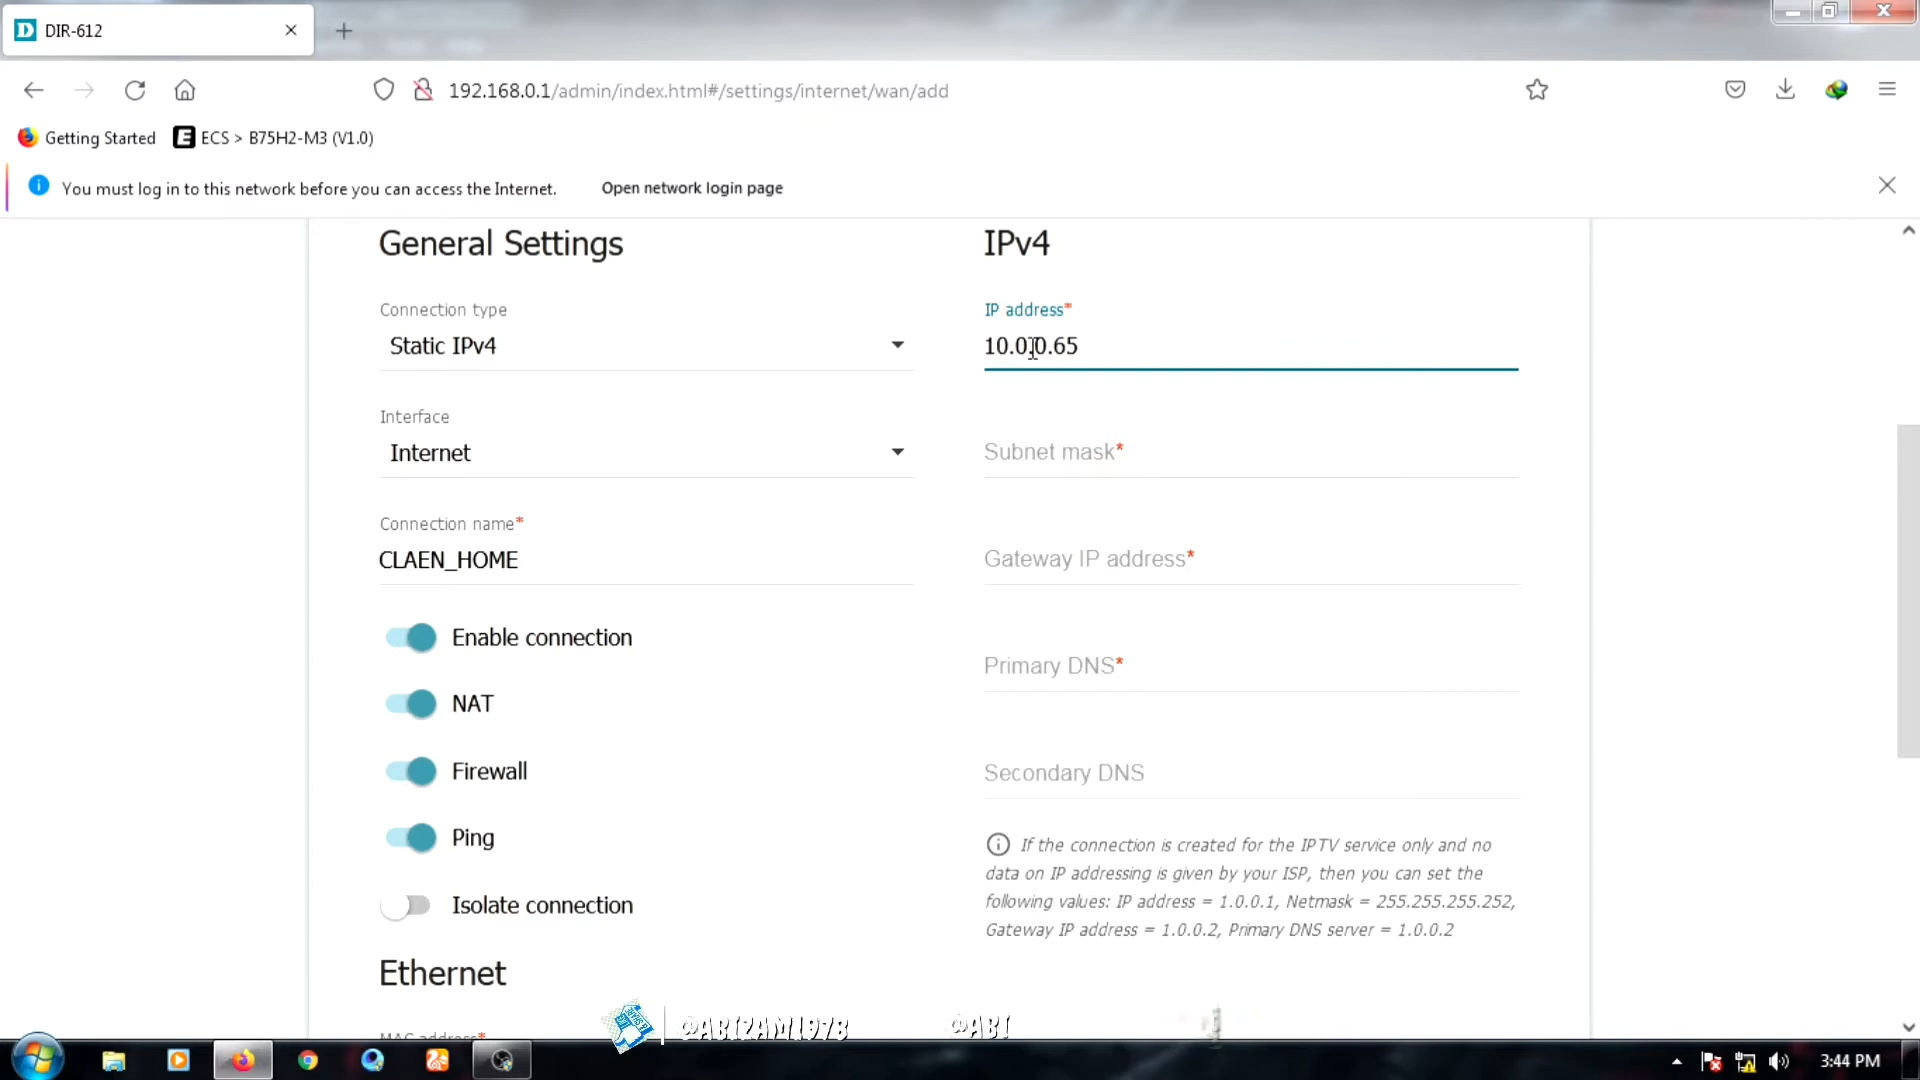 DIR-612
192.168.0.1/admin/index.html#/settings/internet/wan/add
Getting Started
ECS > B75H2-M3 (V1.0)
You must log in to this network before you can access the Internet.
Open network login page
General Settings
Connection type
Static IPv4
Interface
Internet
Connection name*
CLAEN_HOME
Enable connection
NAT
Firewall
Ping
Isolate connection
Ethernet
MAC address*
IPv4
IP address*
10.0.0.65
Subnet mask*
Gateway IP address*
Primary DNS*
Secondary DNS
If the connection is created for the IPTV service only and no
data on IP addressing is given by your ISP, then you can set the
following values: IP address = 1.0.0.1, Netmask = 255.255.255.252,
Gateway IP address = 1.0.0.2, Primary DNS server = 1.0.0.2
@ABIZAM1978
@ABI
3:44 PM